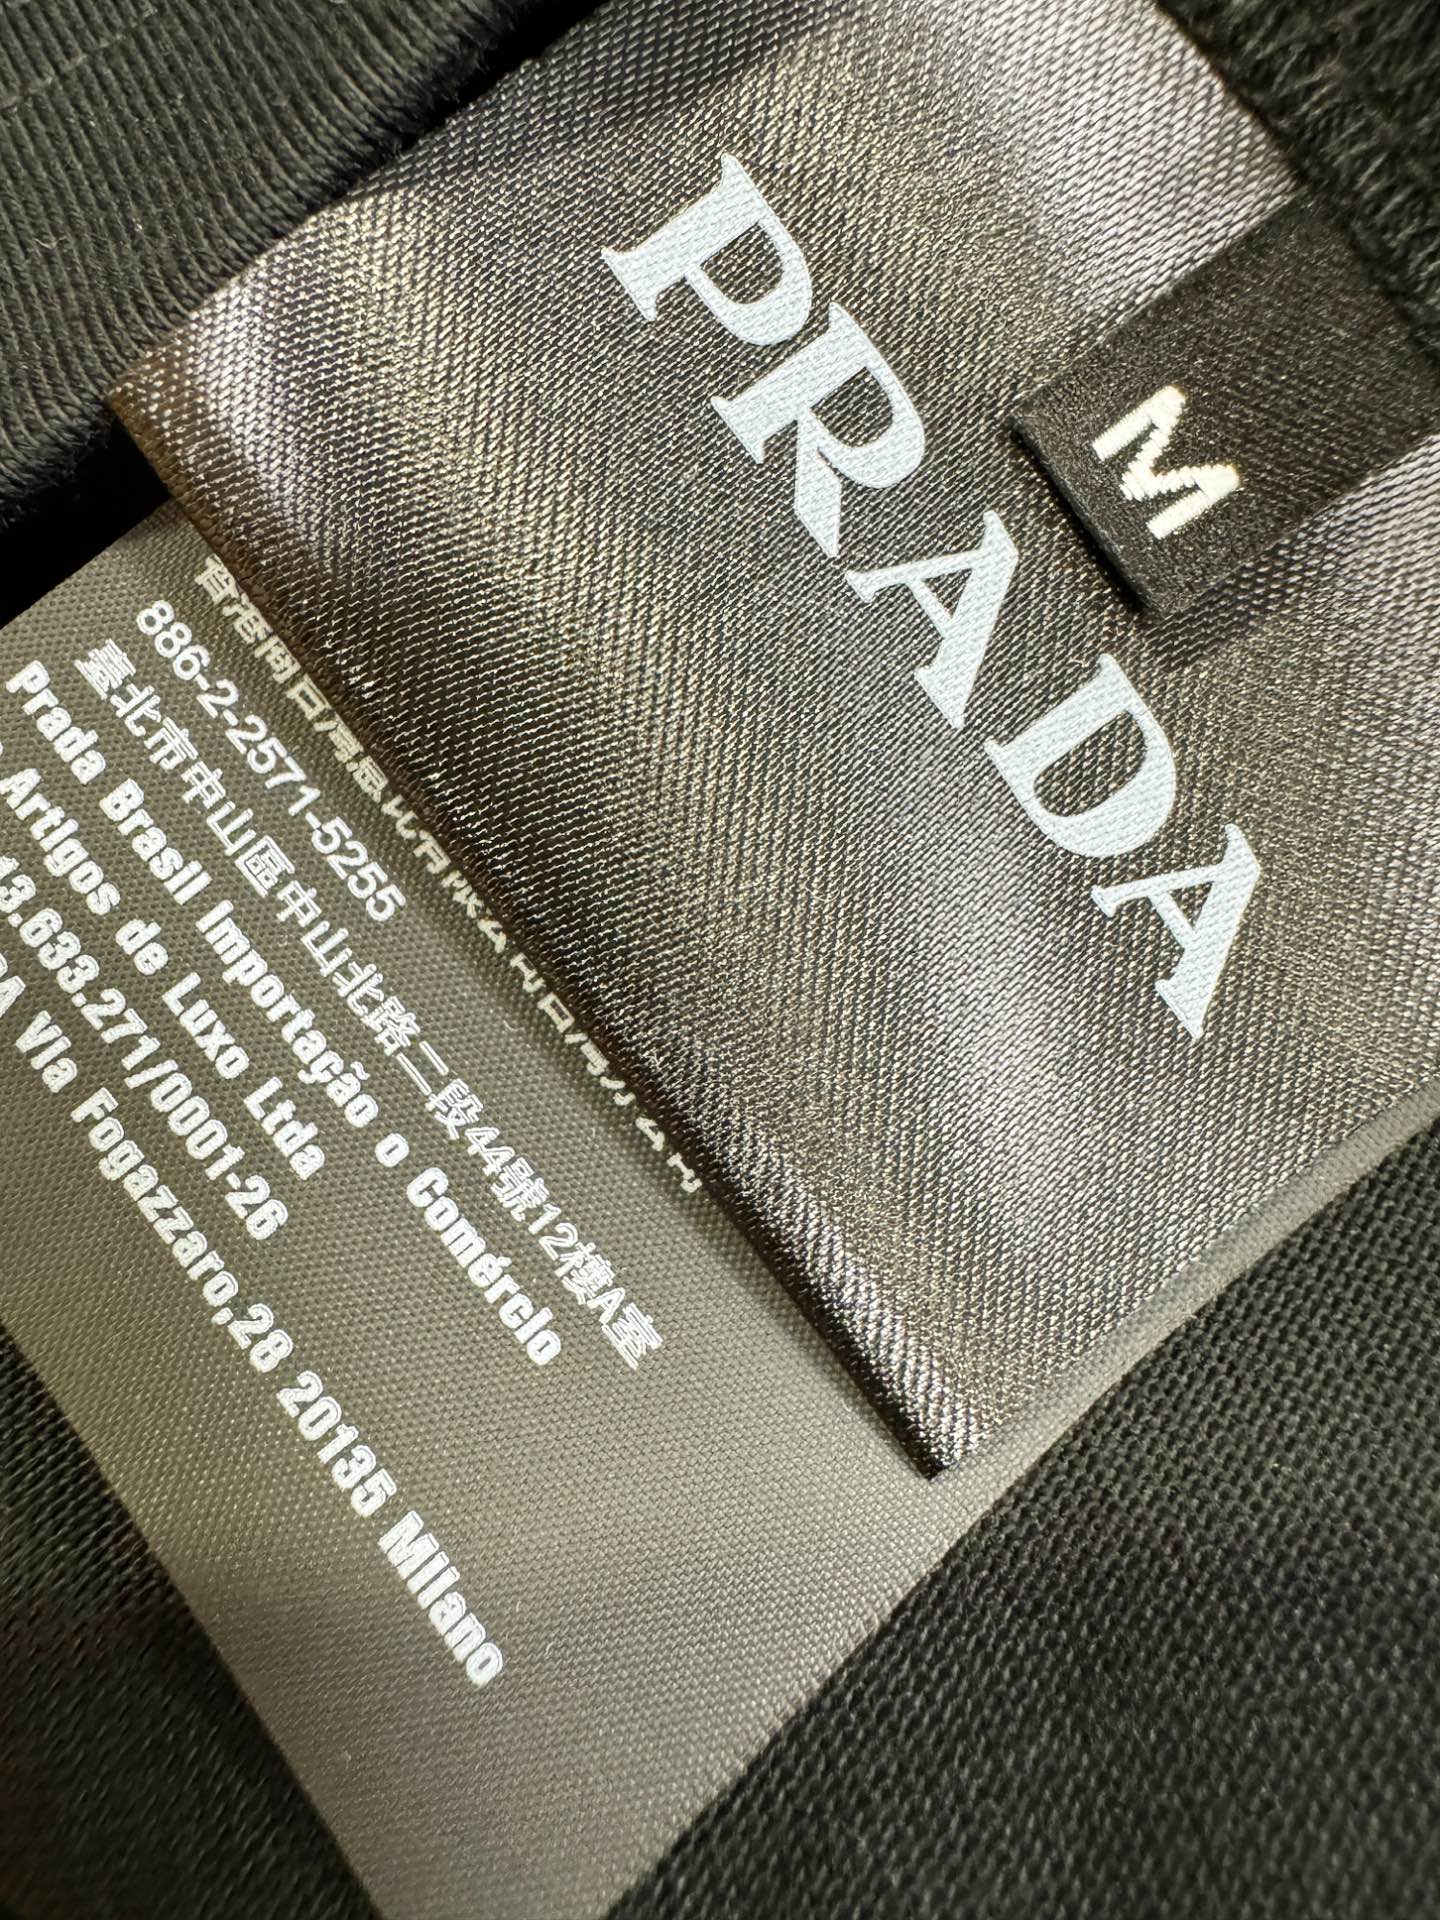 PRADA
M
886-2-2571-5255
臺北市中山區中山北路二段44號12樓A室
Prada Brasil Importação o Comérclo
Artlgos de Luxo Ltda
13.633.271/0001-26
VIa Fogazzaro,28 20135 MIlano